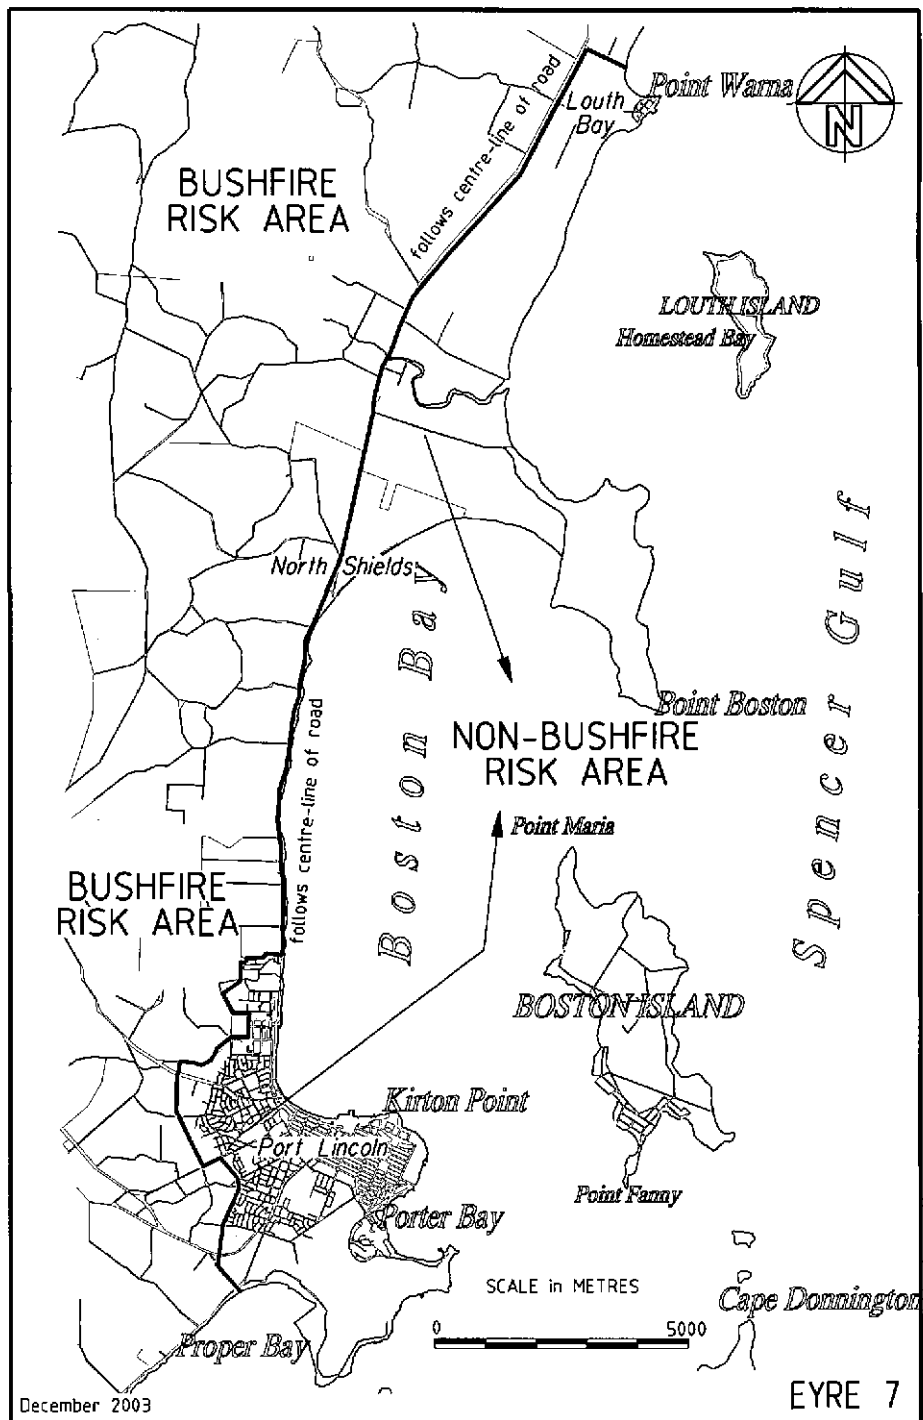 Point Warna
Louth
Bay
N
follows centre-line of road
BUSHFIRE
RISK AREA
LOUTH ISLAND
Homestead Bay
North Shields
Boston Bay
Spencer Gulf
Boint Boston
NON-BUSHFIRE
RISK AREA
follows centre-line of road
Point Maria
BUSHFIRE
RISK AREA
BOSTON ISLAND
Kirton Point
Port Lincoln
Point Fanny
Porter Bay
SCALE in METRES
Cape Donnington
0 5000
Proper Bay
December 2003
EYRE 7